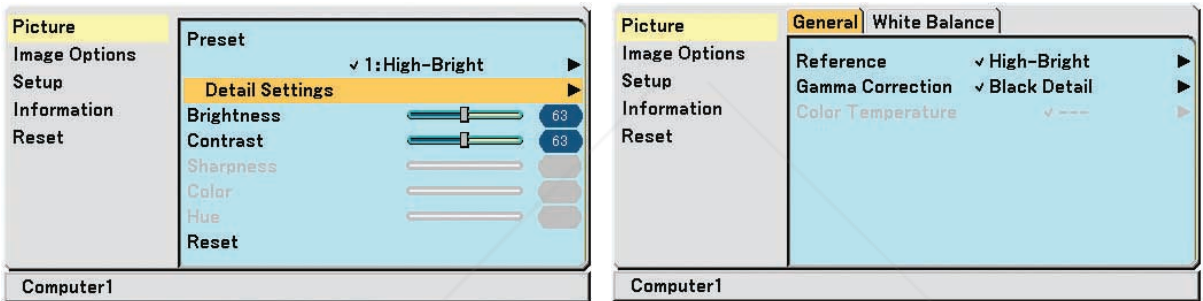 Picture
Image Options
Setup
Information
Reset
Preset
✓ 1:High-Bright
Detail Settings
Brightness 63
Contrast 63
Sharpness
Color
Hue
Reset
Computer1
Picture
Image Options
Setup
Information
Reset
General White Balance
Reference ✓ High-Bright
Gamma Correction ✓ Black Detail
Color Temperature ✓ ---
Computer1